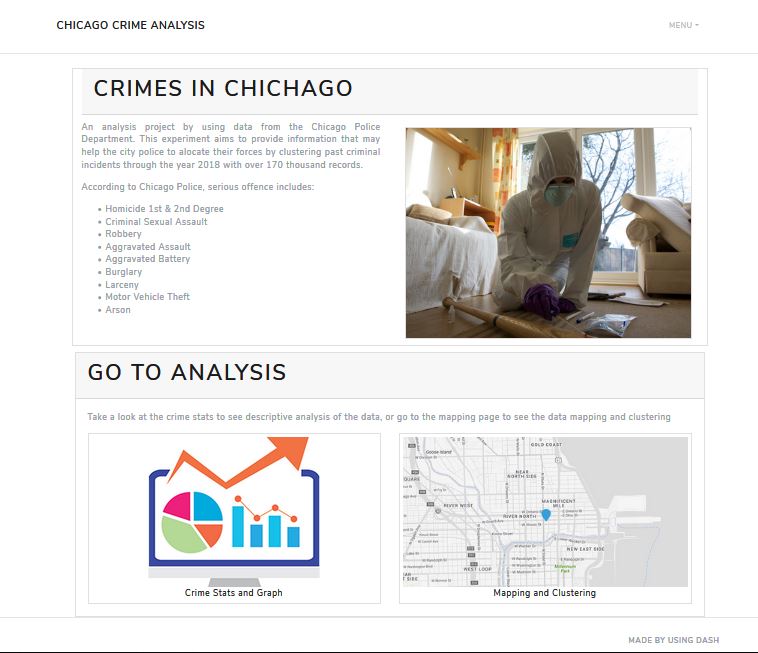 CHICAGO CRIME ANALYSIS
MENU
CRIMES IN CHICHAGO
An analysis project by using data from the Chicago Police
Department. This experiment aims to provide information that may
help the city police to alocate their forces by clustering past criminal
incidents through the year 2018 with over 170 thousand records.
According to Chicago Police, serious offence includes:
• Homicide 1st & 2nd Degree
• Criminal Sexual Assault
• Robbery
• Aggravated Assault
• Aggravated Battery
• Burglary
• Larceny
• Motor Vehicle Theft
• Arson
GO TO ANALYSIS
Take a look at the crime stats to see descriptive analysis of the data, or go to the mapping page to see the data mapping and clustering
Crime Stats and Graph
GOLD COAST
Goose Island
NEAR
NORTH SIDE
RIVER WEST
MAGNIFICENT
MILE
RIVER NORTH
NEW EAST SIDE
WEST LOOP
Millennium
Park
Mapping and Clustering
MADE BY USING DASH